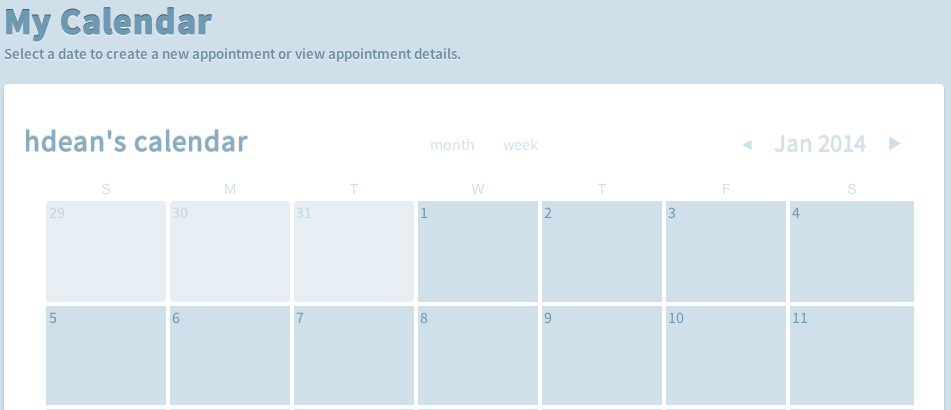 My Calendar
Select a date to create a new appointment or view appointment details.
hdean's calendar month week ◄ Jan 2014 ►
S M T W T F S
29 30 31 1 2 3 4
5 6 7 8 9 10 11